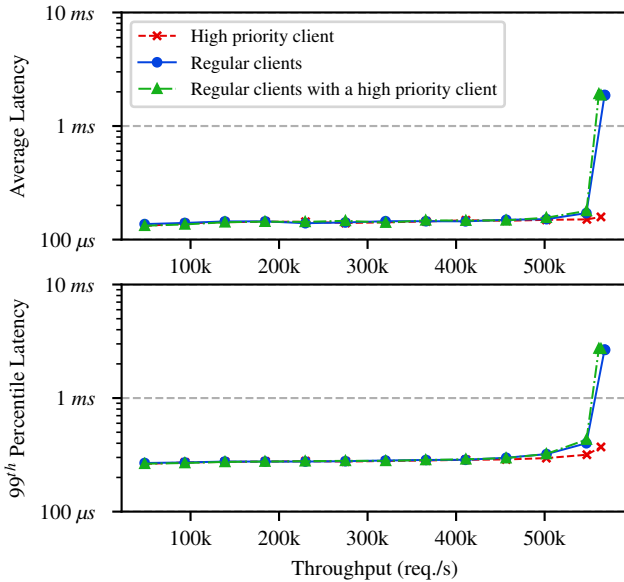 10 ms
1 ms
100 μs
Average Latency
High priority client
Regular clients
Regular clients with a high priority client
100k 200k 300k 400k 500k
10 ms
1 ms
100 μs
99th Percentile Latency
100k 200k 300k 400k 500k
Throughput (req./s)